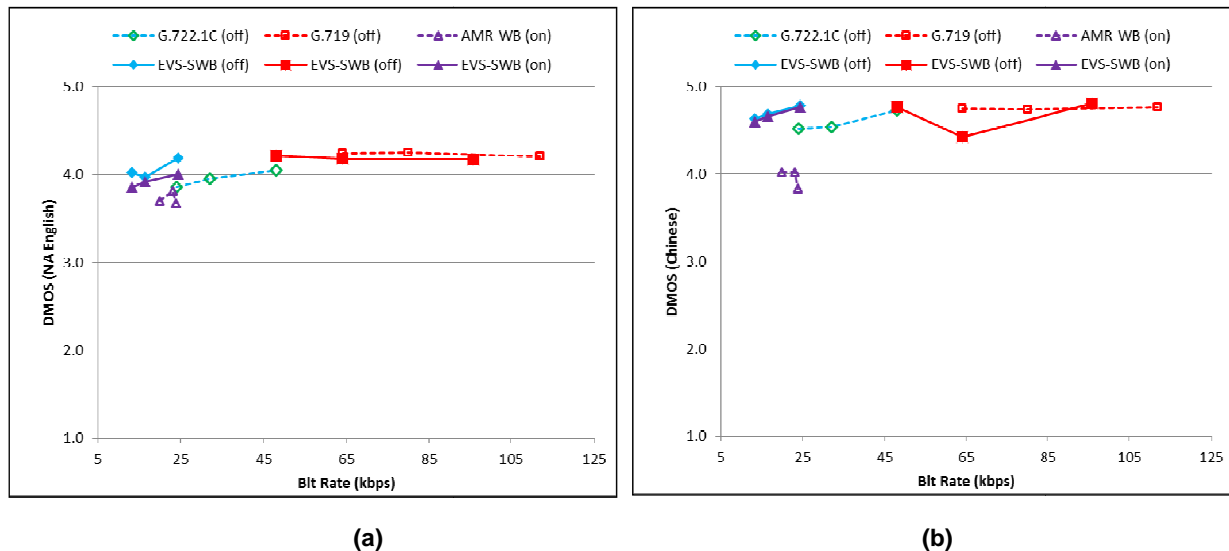 G.722.1C (off) G.719 (off) AMR WB (on)
EVS-SWB (off) EVS-SWB (off) EVS-SWB (on)
5.0
4.0
3.0
2.0
1.0
DMOS (NA English)
5 25 45 65 85 105 125
Bit Rate (kbps)
(a)
G.722.1C (off) G.719 (off) AMR WB (on)
EVS-SWB (off) EVS-SWB (off) EVS-SWB (on)
5.0
4.0
3.0
2.0
1.0
DMOS (Chinese)
5 25 45 65 85 105 125
Bit Rate (kbps)
(b)